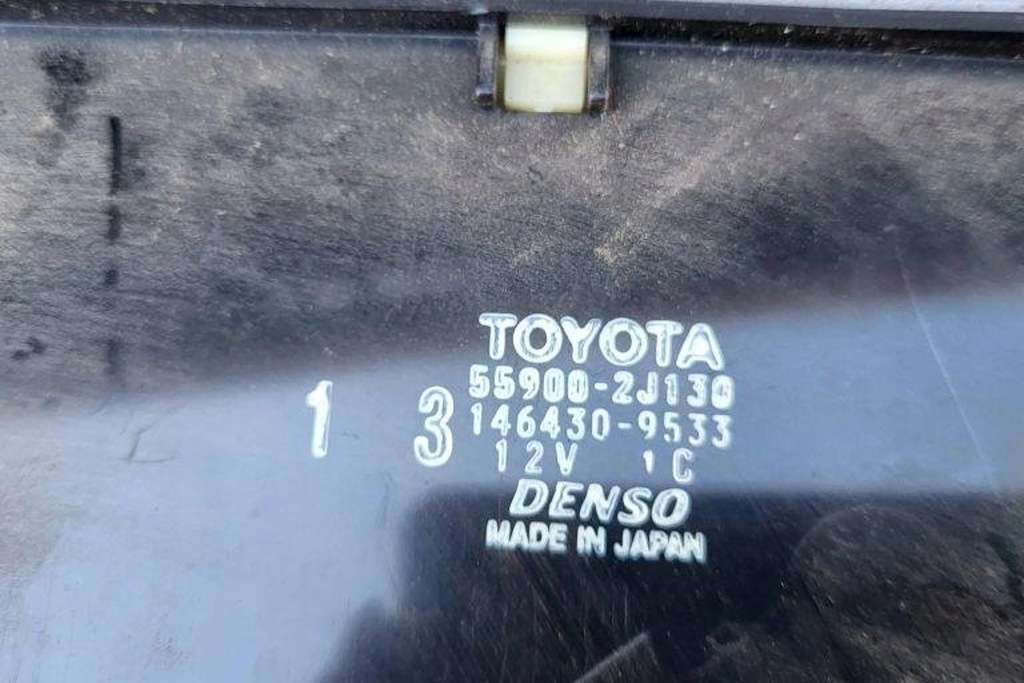 TOYOTA
55900-2J130
146430-9533
1 3
12V 1C
DENSO
MADE IN JAPAN